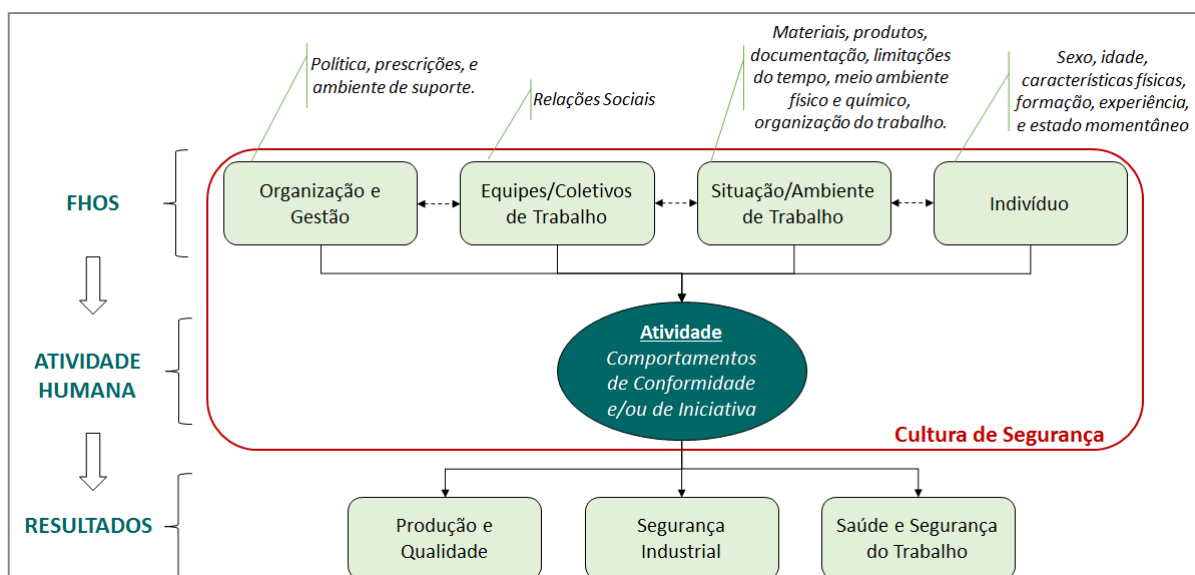 Política, prescrições, e
ambiente de suporte.
Relações Sociais
Materiais, produtos,
documentação, limitações
do tempo, meio ambiente
físico e químico,
organização do trabalho.
Sexo, idade,
características físicas,
formação, experiência,
e estado momentâneo
FHOS
Organização e
Gestão
Equipes/Coletivos
de Trabalho
Situação/Ambiente
de Trabalho
Indivíduo
ATIVIDADE
HUMANA
Atividade
Comportamentos
de Conformidade
e/ou de Iniciativa
Cultura de Segurança
RESULTADOS
Produção e
Qualidade
Segurança
Industrial
Saúde e Segurança
do Trabalho